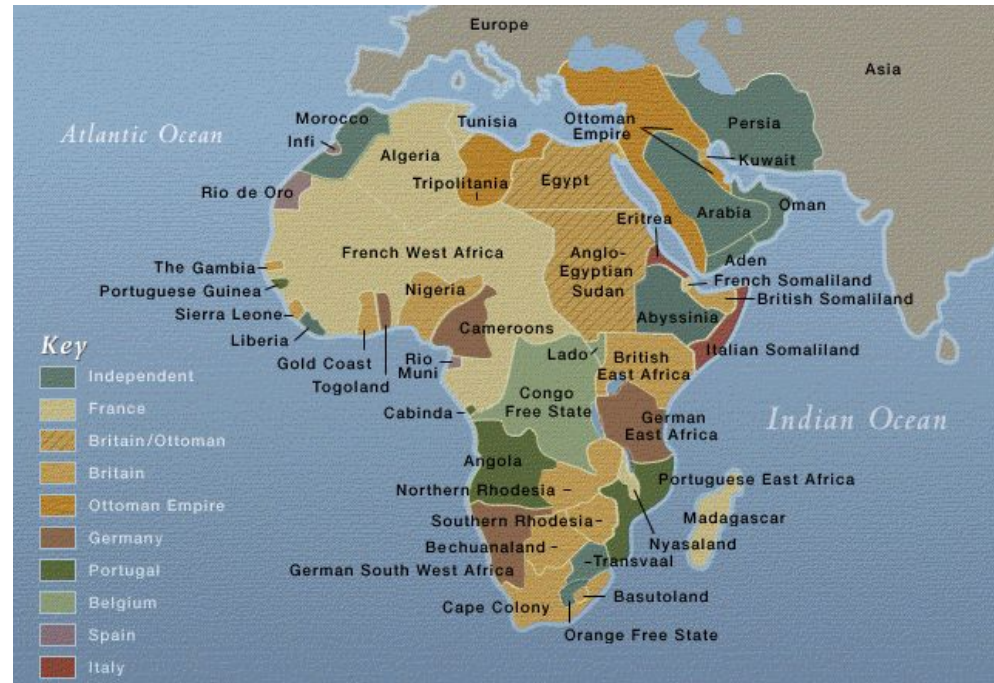 Europe
Asia
Atlantic Ocean
Morocco
Infi
Tunisia
Ottoman
Empire
Persia
Algeria
Kuwait
Rio de Oro
Tripolitania
Egypt
Arabia
Oman
Eritrea
French West Africa
Anglo-
Egyptian
Sudan
Aden
The Gambia
French Somaliland
Portuguese Guinea
Nigeria
British Somaliland
Sierra Leone
Abyssinia
Liberia
Cameroons
Gold Coast
Togoland
Rio
Muni
Lado
British
East Africa
Italian Somaliland
Congo
Free State
Cabinda
German
East Africa
Indian Ocean
Angola
Portuguese East Africa
Northern Rhodesia
Madagascar
Southern Rhodesia
Nyasaland
Bechuanaland
Transvaal
German South West Africa
Basutoland
Cape Colony
Orange Free State
Key
Independent
France
Britain/Ottoman
Britain
Ottoman Empire
Germany
Portugal
Belgium
Spain
Italy